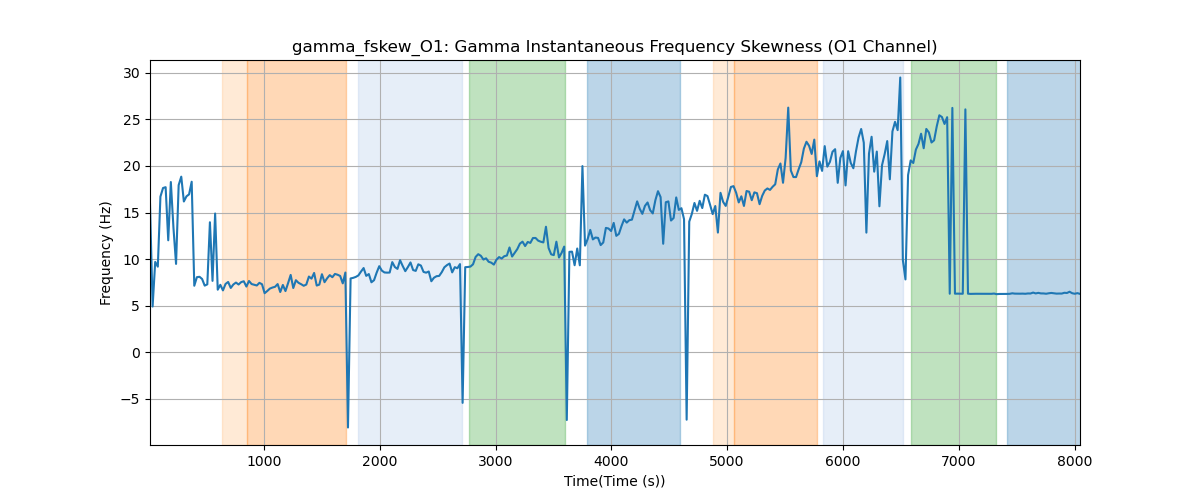 gamma_fskew_O1: Gamma Instantaneous Frequency Skewness (O1 Channel)
Frequency (Hz)
30
25
20
15
10
5
0
−5
1000 2000 3000 4000 5000 6000 7000 8000
Time(Time (s))